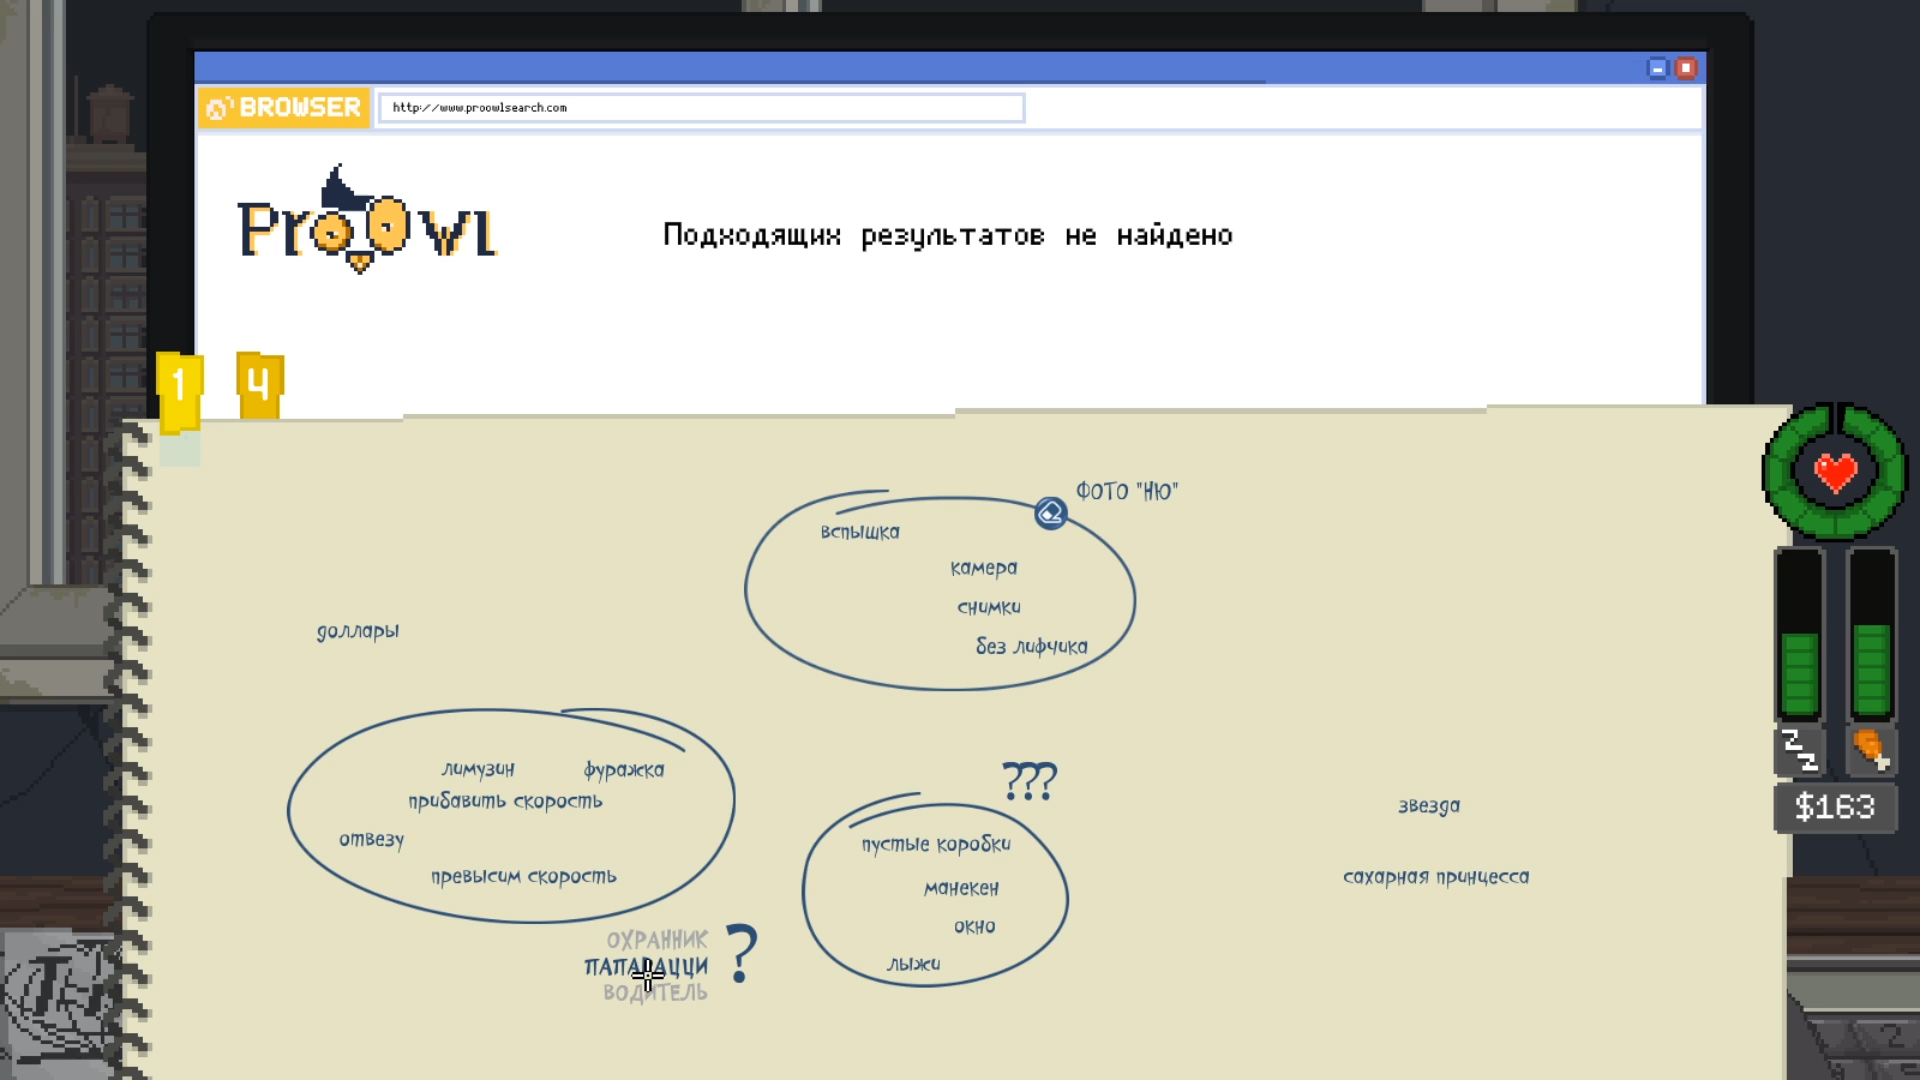 BROWSER
http://www.proowlsearch.com
ProOwl
Подходящих результатов не найдено
1
4
ФОТО "НЮ"
вспышка
камера
снимки
без лифчика
доллары
лимузин
фуражка
прибавить скорость
отвезу
превысим скорость
???
пустые коробки
манекен
окно
лыжи
звезда
сахарная принцесса
$163
ОХРАННИК
ПАПАРАЦЦИ
ВОДИТЕЛЬ
?
2